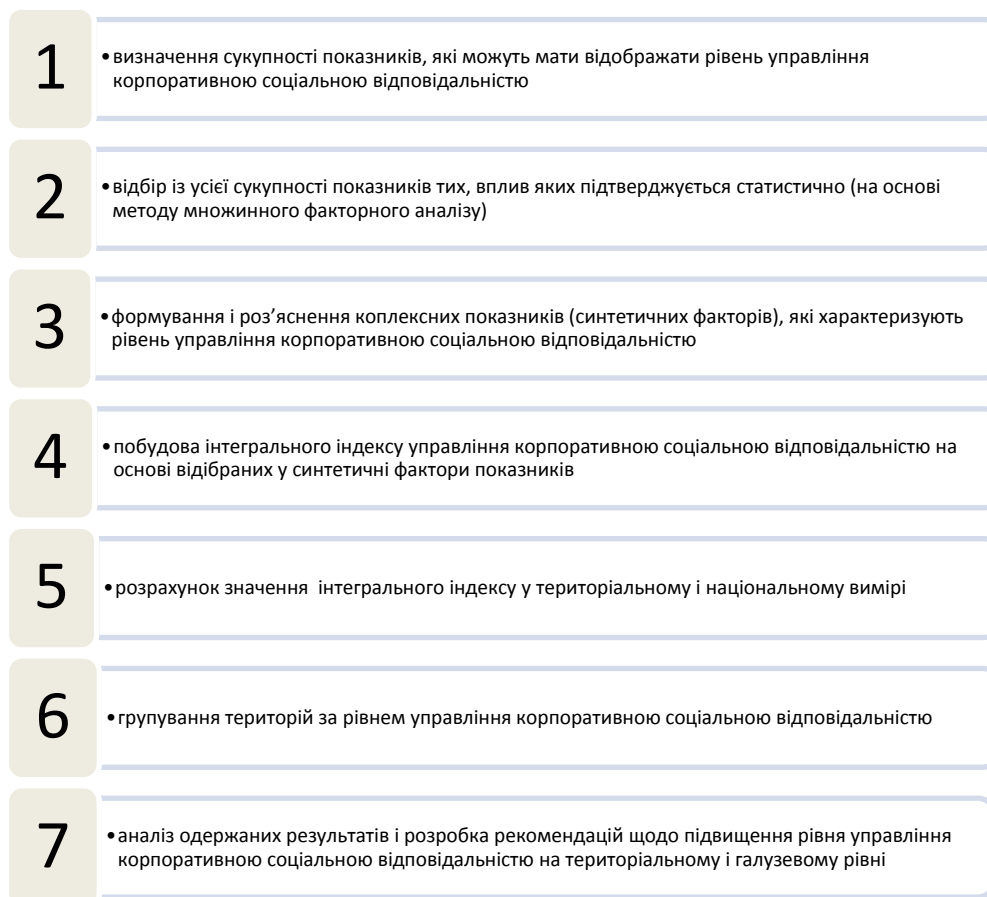 1
•визначення сукупності показників, які можуть мати відображати рівень управління
корпоративною соціальною відповідальністю
2
•відбір із усієї сукупності показників тих, вплив яких підтверджується статистично (на основі
методу множинного факторного аналізу)
3
•формування і роз’яснення коплексних показників (синтетичних факторів), які характеризують
рівень управління корпоративною соціальною відповідальністю
4
•побудова інтегрального індексу управління корпоративною соціальною відповідальністю на
основі відібраних у синтетичні фактори показників
5
•розрахунок значення  інтегрального індексу у територіальному і національному вимірі
6
•групування територій за рівнем управління корпоративною соціальною відповідальністю
7
•аналіз одержаних результатів і розробка рекомендацій щодо підвищення рівня управління
корпоративною соціальною відповідальністю на територіальному і галузевому рівні